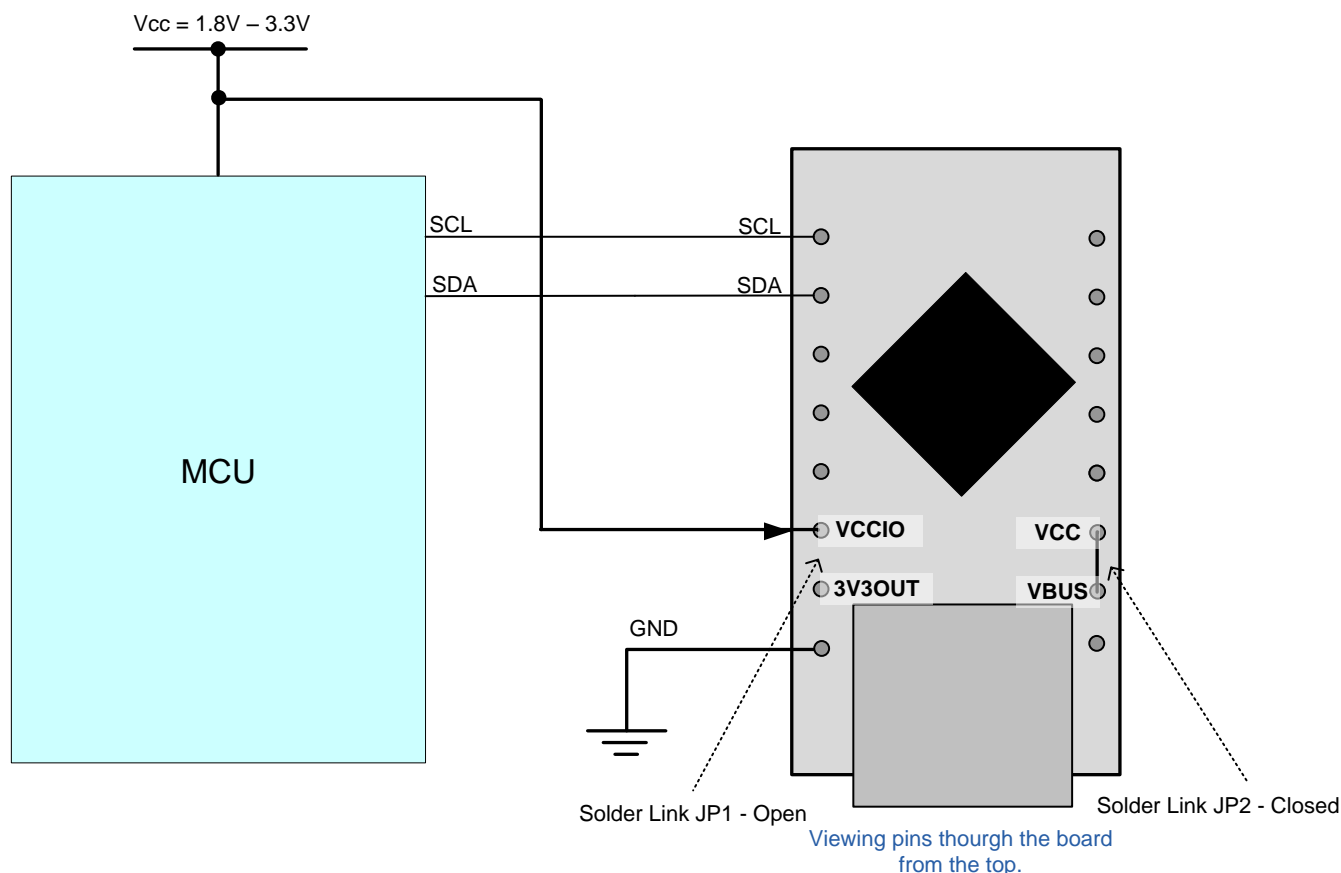 Vcc = 1.8V – 3.3V
SCL
SCL
SDA
SDA
MCU
VCCIO
VCC
3V3OUT
VBUS
GND
Solder Link JP1 - Open
Solder Link JP2 - Closed
Viewing pins thourgh the board
from the top.